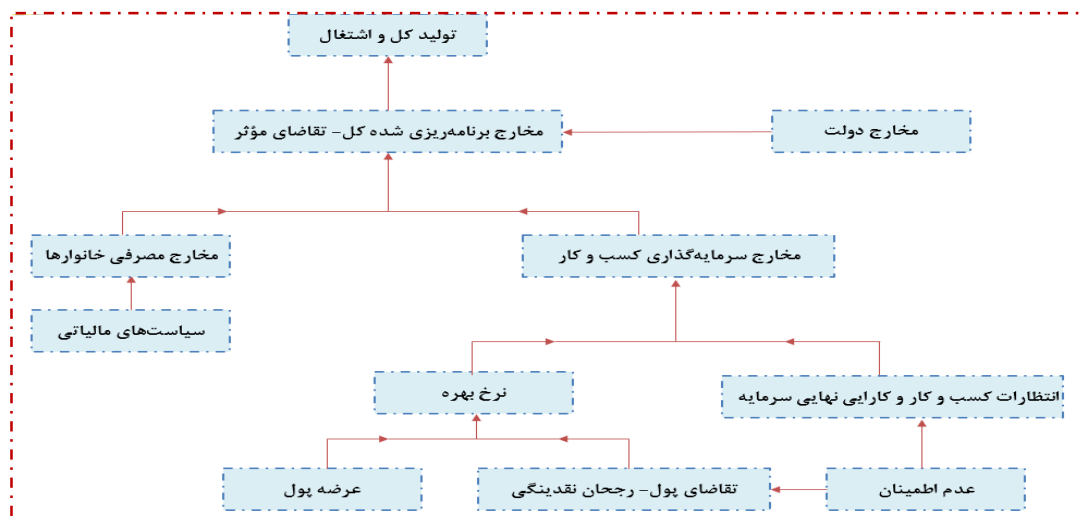 تولید کل و اشتغال
مخارج برنامه‌ریزی شده کل- تقاضای مؤثر
مخارج دولت
مخارج سرمایه‌گذاری کسب و کار
مخارج مصرفی خانوارها
سیاست‌های مالیاتی
انتظارات کسب و کار و کارایی نهایی سرمایه
نرخ بهره
عدم اطمینان
تقاضای پول- رجحان نقدینگی
عرضه پول